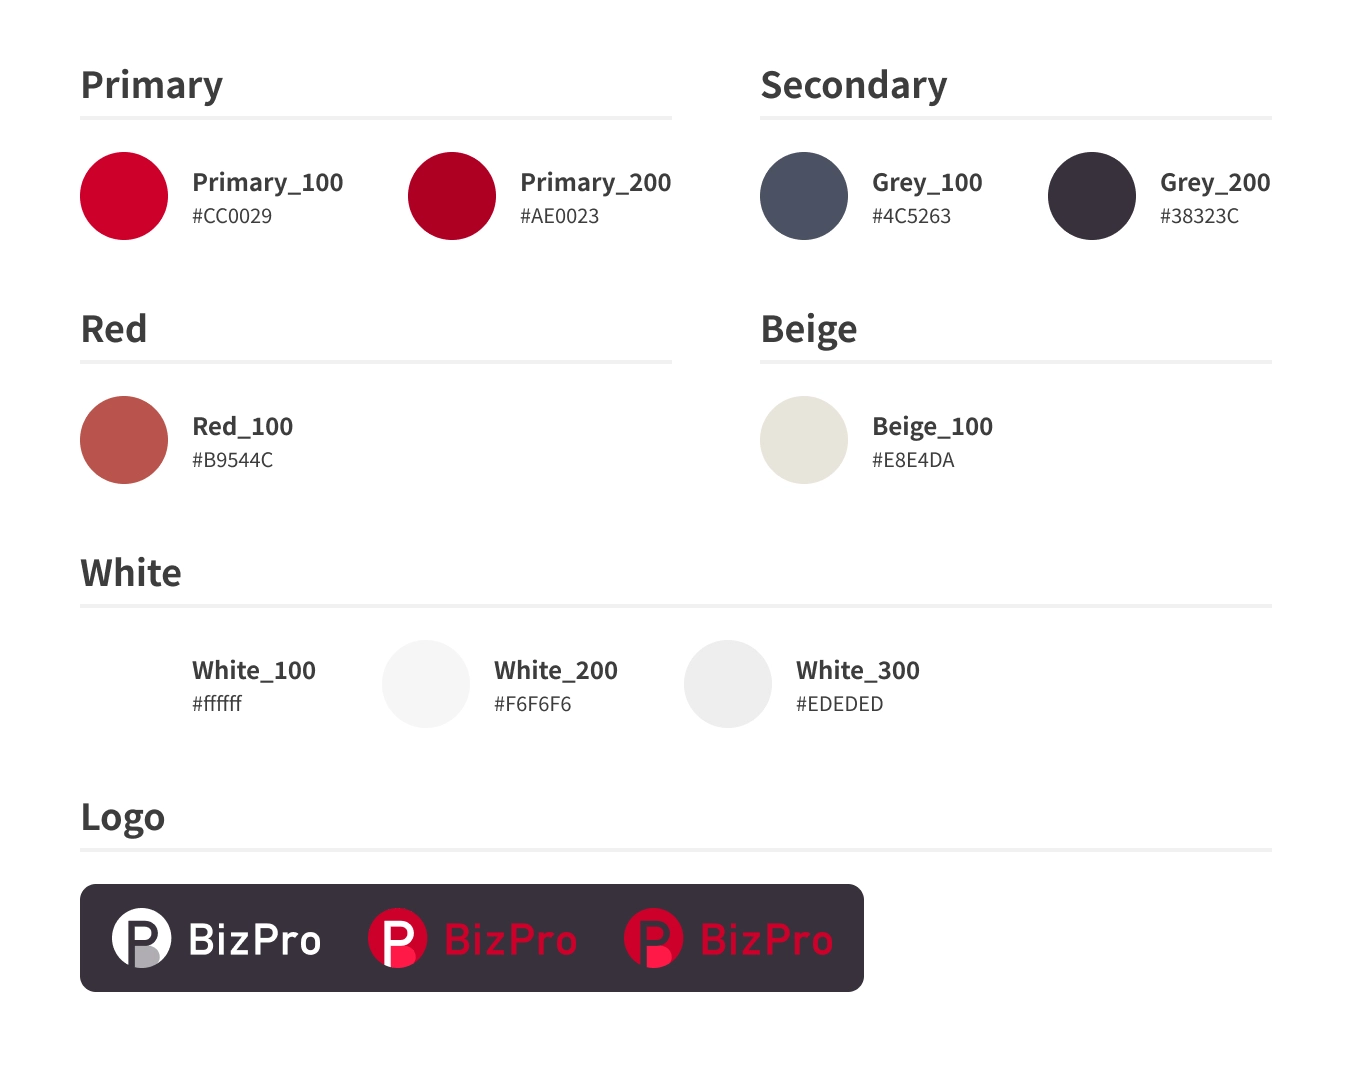 Primary
Secondary
Primary_100
#CC0029
Primary_200
#AE0023
Grey_100
#4C5263
Grey_200
#38323C
Red
Beige
Red_100
#B9544C
Beige_100
#E8E4DA
White
White_100
#ffffff
White_200
#F6F6F6
White_300
#EDEDED
Logo
P BizPro
P BizPro
P BizPro